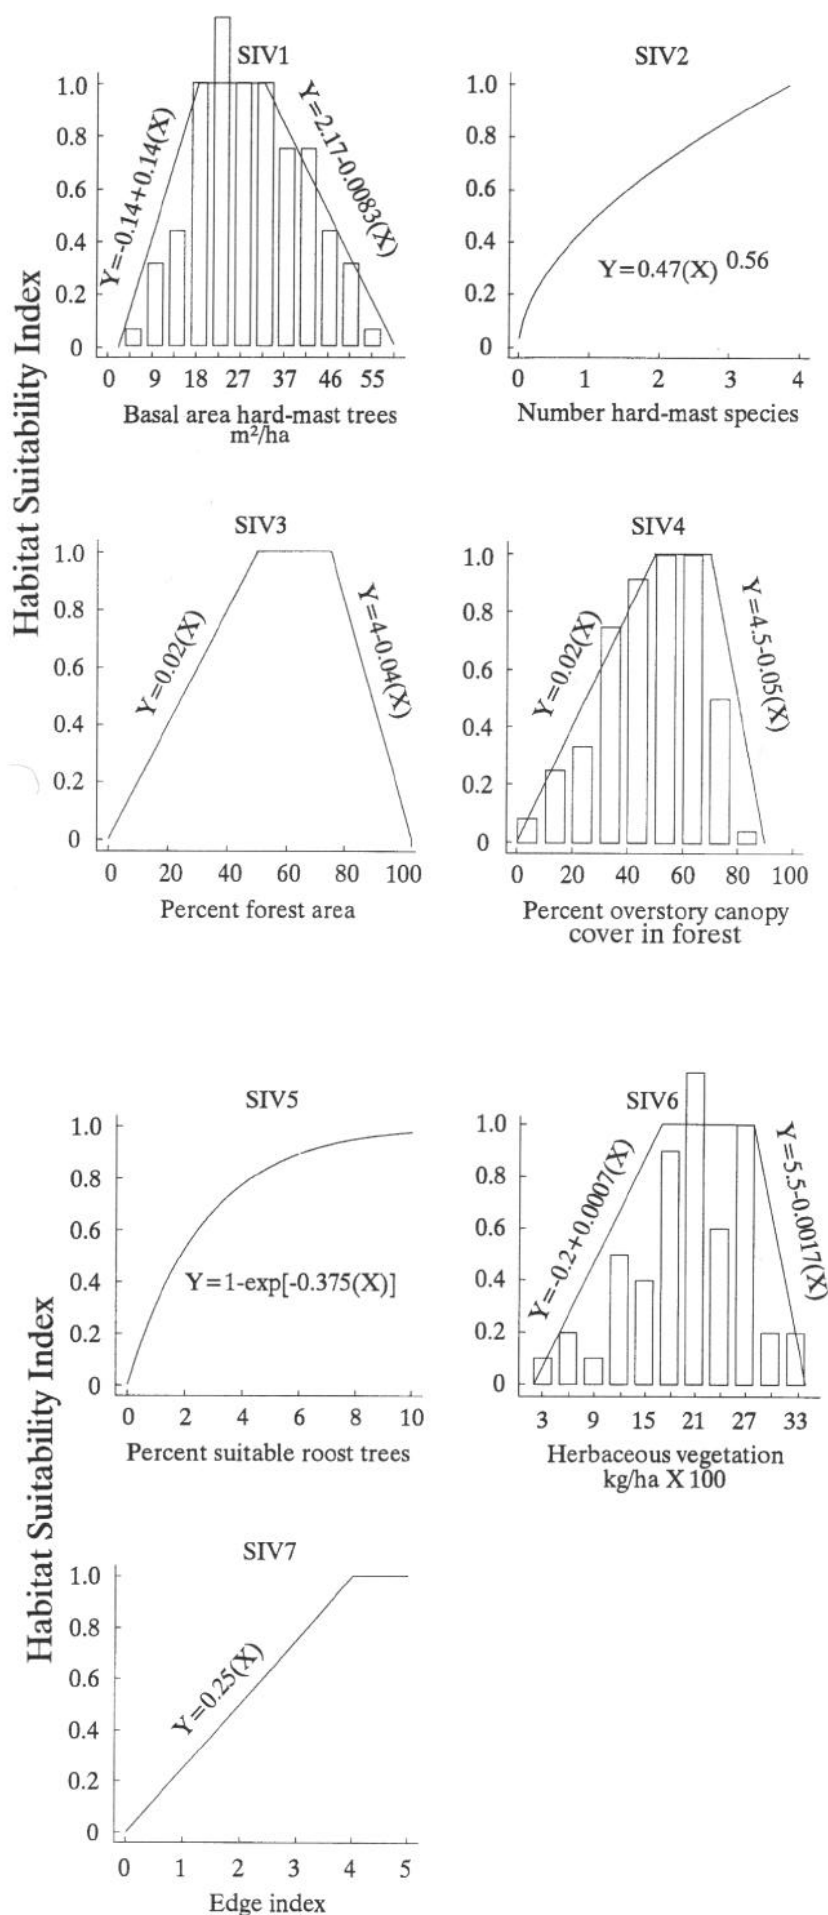 Habitat Suitability Index
SIV1
1.0
0.8
0.6
0.4
0.2
0
Y=-0.14+0.14(X)
Y=2.17-0.0083(X)
0 9 18 27 37 46 55
Basal area hard-mast trees
m²/ha
SIV2
1.0
0.8
0.6
0.4
0.2
0
Y=0.47(X) 0.56
0 1 2 3 4
Number hard-mast species
SIV3
1.0
0.8
0.6
0.4
0.2
0
Y=0.02(X)
Y=4-0.04(X)
0 20 40 60 80 100
Percent forest area
SIV4
1.0
0.8
0.6
0.4
0.2
0
Y=0.02(X)
Y=4.5-0.05(X)
0 20 40 60 80 100
Percent overstory canopy
cover in forest
Habitat Suitability Index
SIV5
1.0
0.8
0.6
0.4
0.2
0
Y=1-exp[-0.375(X)]
0 2 4 6 8 10
Percent suitable roost trees
SIV6
1.0
0.8
0.6
0.4
0.2
0
Y=-0.2+0.0007(X)
Y=5.5-0.0017(X)
3 9 15 21 27 33
Herbaceous vegetation
kg/ha X 100
SIV7
1.0
0.8
0.6
0.4
0.2
0
Y=0.25(X)
0 1 2 3 4 5
Edge index